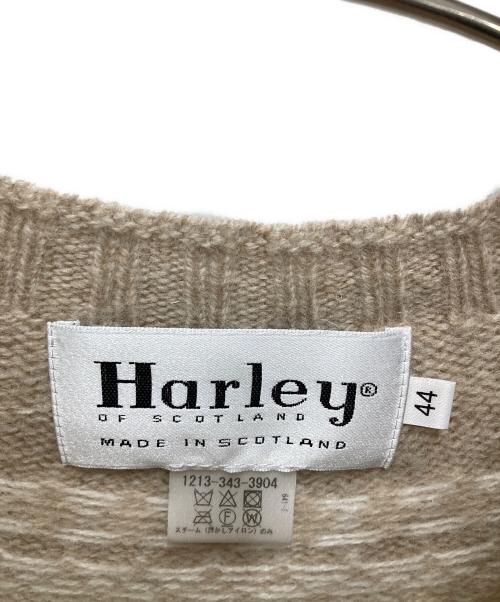 Harley®
OF SCOTLAND
MADE IN SCOTLAND
44
1213-343-3904
スチーム(浮かしアイロン)のみ